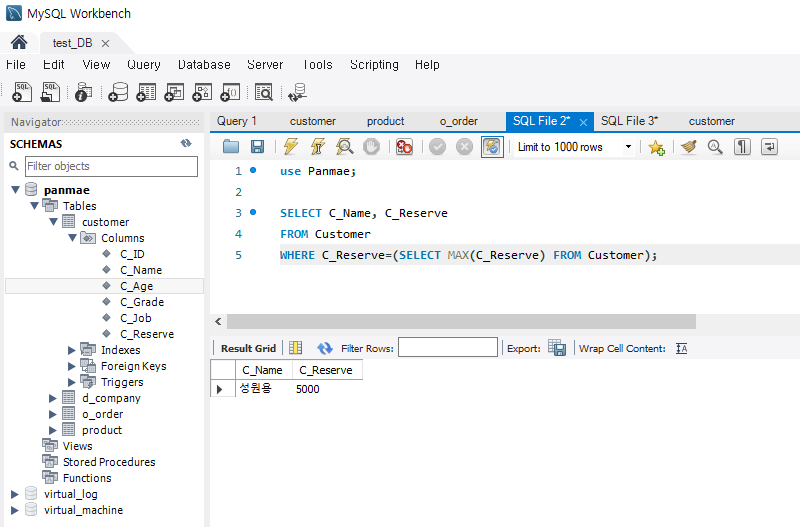 MySQL Workbench
test_DB
File Edit View Query Database Server Tools Scripting Help
Navigator
SCHEMAS
Filter objects
panmae
Tables
customer
Columns
C_ID
C_Name
C_Age
C_Grade
C_Job
C_Reserve
Indexes
Foreign Keys
Triggers
d_company
o_order
product
Views
Stored Procedures
Functions
virtual_log
virtual_machine
Query 1 customer product o_order SQL File 2* SQL File 3* customer
Limit to 1000 rows
1 use Panmae;
2
3 SELECT C_Name, C_Reserve
4 FROM Customer
5 WHERE C_Reserve=(SELECT MAX(C_Reserve) FROM Customer);
Result Grid Filter Rows: Export: Wrap Cell Content:
C_Name C_Reserve
성원용 5000